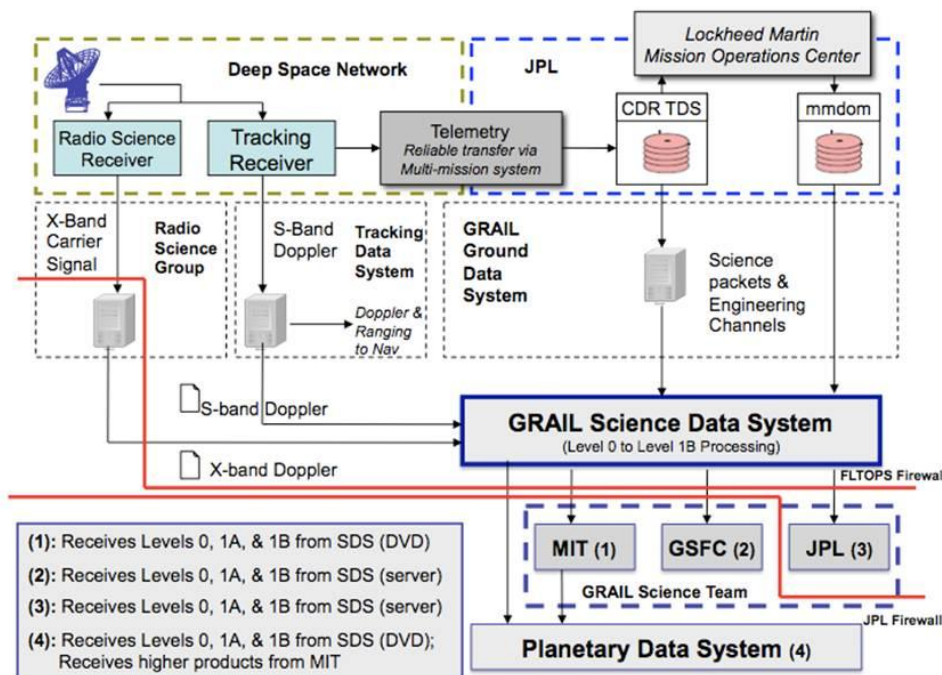 Deep Space Network
JPL
Lockheed Martin
Mission Operations Center
Radio Science
Receiver
Tracking
Receiver
Telemetry
Reliable transfer via
Multi-mission system
CDR TDS
mmdom
X-Band
Carrier
Signal
Radio
Science
Group
S-Band
Doppler
Tracking
Data
System
Doppler &
Ranging
to Nav
GRAIL
Ground
Data
System
Science
packets &
Engineering
Channels
S-band Doppler
X-band Doppler
GRAIL Science Data System
(Level 0 to Level 1B Processing)
FLTOPS Firewal
MIT (1)
GSFC (2)
JPL (3)
GRAIL Science Team
JPL Firewall
Planetary Data System (4)
(1): Receives Levels 0, 1A, & 1B from SDS (DVD)
(2): Receives Levels 0, 1A, & 1B from SDS (server)
(3): Receives Levels 0, 1A, & 1B from SDS (server)
(4): Receives Levels 0, 1A, & 1B from SDS (DVD);
Receives higher products from MIT